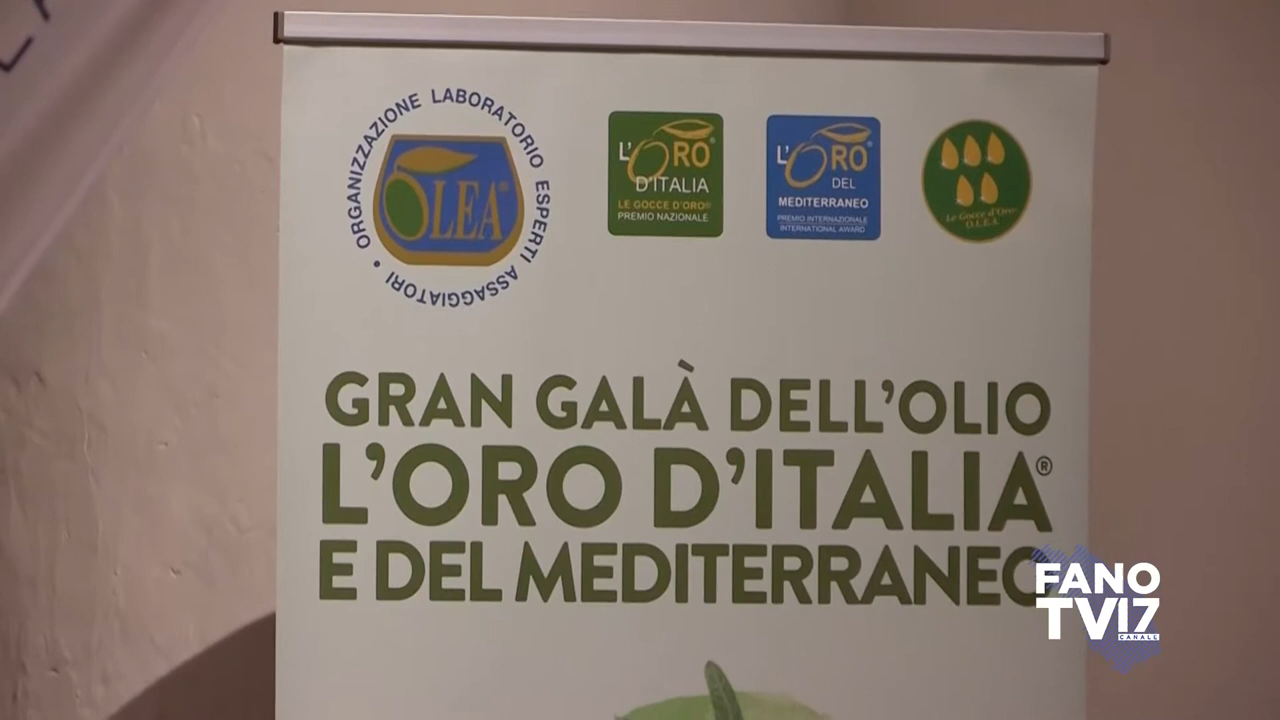 ORGANIZZAZIONE LABORATORIO ESPERTI ASSAGGIATORI •
OLEA®
L'ORO®
D'ITALIA
LE GOCCE D'ORO®
PREMIO NAZIONALE
L'ORO®
DEL
MEDITERRANEO
PREMIO INTERNAZIONALE
INTERNATIONAL AWARD
Le Gocce d'Oro
O.L.E.A.
GRAN GALÀ DELL'OLIO
L'ORO D'ITALIA®
E DEL MEDITERRANEO
FANO
TV17
CANALE